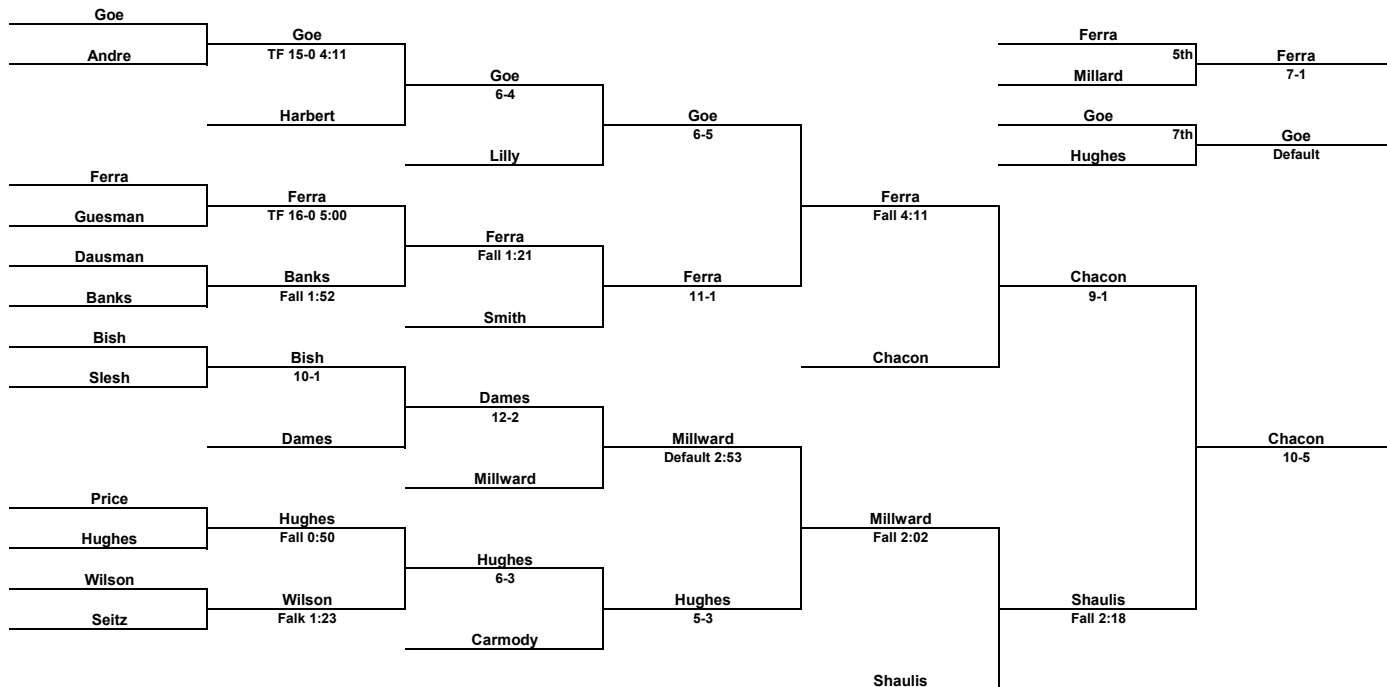 Goe
Andre
Goe
TF 15-0 4:11
Harbert
Goe
6-4
Lilly
Goe
6-5
Ferra
Guesman
Ferra
TF 16-0 5:00
Dausman
Banks
Banks
Fall 1:52
Ferra
Fall 1:21
Smith
Ferra
11-1
Ferra
Fall 4:11
Chacon
Chacon
9-1
Bish
Slesh
Bish
10-1
Dames
Dames
12-2
Millward
Millward
Default 2:53
Price
Hughes
Hughes
Fall 0:50
Wilson
Seitz
Wilson
Falk 1:23
Hughes
6-3
Carmody
Hughes
5-3
Millward
Fall 2:02
Shaulis
Shaulis
Fall 2:18
Chacon
10-5
Ferra
5th
Millard
Ferra
7-1
Goe
7th
Hughes
Goe
Default